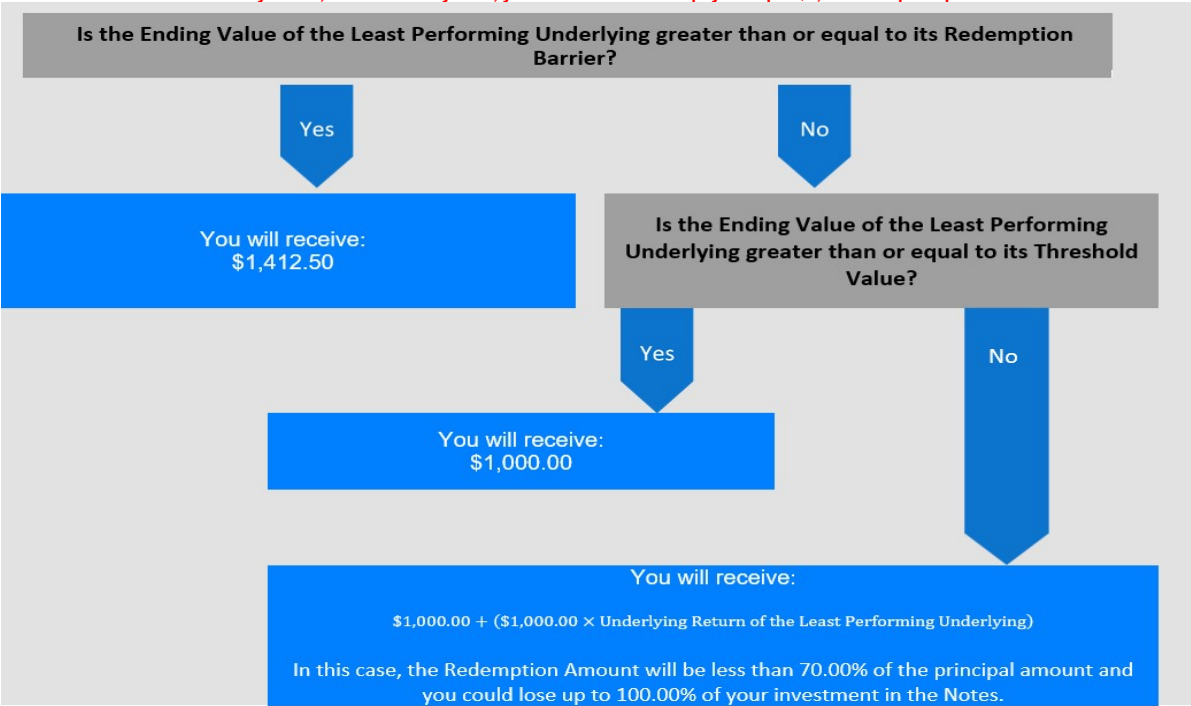 Is the Ending Value of the Least Performing Underlying greater than or equal to its Redemption
Barrier?
Yes
No
You will receive:
$1,412.50
Is the Ending Value of the Least Performing
Underlying greater than or equal to its Threshold
Value?
Yes
No
You will receive:
$1,000.00
You will receive:
$1,000.00 + ($1,000.00 × Underlying Return of the Least Performing Underlying)
In this case, the Redemption Amount will be less than 70.00% of the principal amount and
you could lose up to 100.00% of your investment in the Notes.